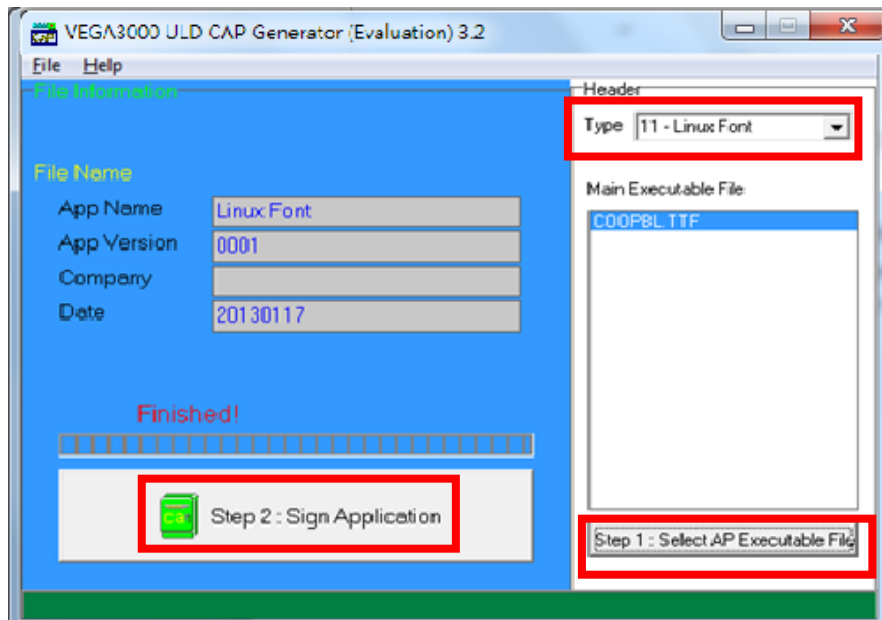 VEGA3000 ULD CAP Generator (Evaluation) 3.2
File Help
File Information
File Name
App Name Linux Font
App Version 0001
Company
Date 20130117
Finished!
Step 2 : Sign Application
Header
Type 11 - Linux Font
Main Executable File
COOPBL.TTF
Step 1 : Select AP Executable File